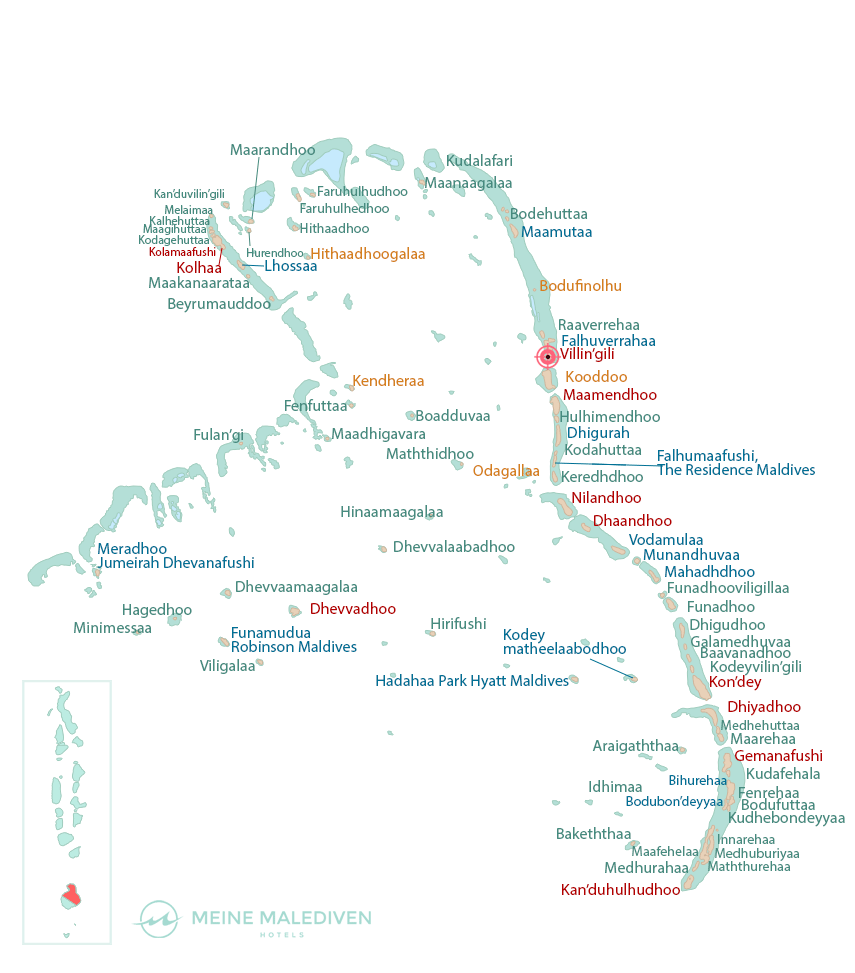 Maarandhoo
Kudalafari
Maanaagalaa
Kan'duvilin'gili
Faruhulhudhoo
Faruhulhedhoo
Melaimaa
Kalhehuttaa
Maagihuttaa
Kodagehuttaa
Kolamaafushi
Kolhaa
Hithaadhoo
Hurendhoo
Hithaadhoogalaa
Lhossaa
Maakanaarataa
Beyrumauddoo
Bodehuttaa
Maamutaa
Bodufinolhu
Raaverrehaa
Falhuverrahaa
Villin'gili
Kooddoo
Kendheraa
Maamendhoo
Fenfuttaa
Boadduvaa
Hulhimendhoo
Fulan'gi
Maadhigavara
Dhigurah
Maththidhoo
Kodahuttaa
Falhumaafushi,
The Residence Maldives
Odagallaa
Keredhdhoo
Nilandhoo
Hinaamaagalaa
Dhaandhoo
Meradhoo
Jumeirah Dhevanafushi
Dhevvalaabadhoo
Vodamulaa
Munandhuvaa
Mahadhdhoo
Dhevvaamaagalaa
Funadhooviligillaa
Hagedhoo
Dhevvadhoo
Funadhoo
Minimessaa
Funamudua
Robinson Maldives
Hirifushi
Dhigudhoo
Kodey
matheelaabodhoo
Galamedhuvaa
Baavanadhoo
Viligalaa
Kodeyvilin'gili
Hadahaa Park Hyatt Maldives
Kon'dey
Dhiyadhoo
Medhehuttaa
Maarehaa
Araigaththaa
Gemanafushi
Kudafehala
Bihurehaa
Idhimaa
Fenrehaa
Bodubon'deyyaa
Bodufuttaa
Kudhebondeyyaa
Bakeththaa
Innarehaa
Maafehelaa
Medhuburiyaa
Medhurahaa
Maththurehaa
Kan'duhulhudhoo
MEINE MALEDIVEN
HOTELS